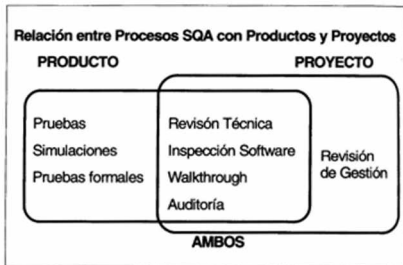 Relación entre Procesos SQA con Productos y Proyectos
PRODUCTO
PROYECTO
Pruebas
Simulaciones
Pruebas formales
Revisón Técnica
Inspección Software
Walkthrough
Auditoría
Revisión
de Gestión
AMBOS